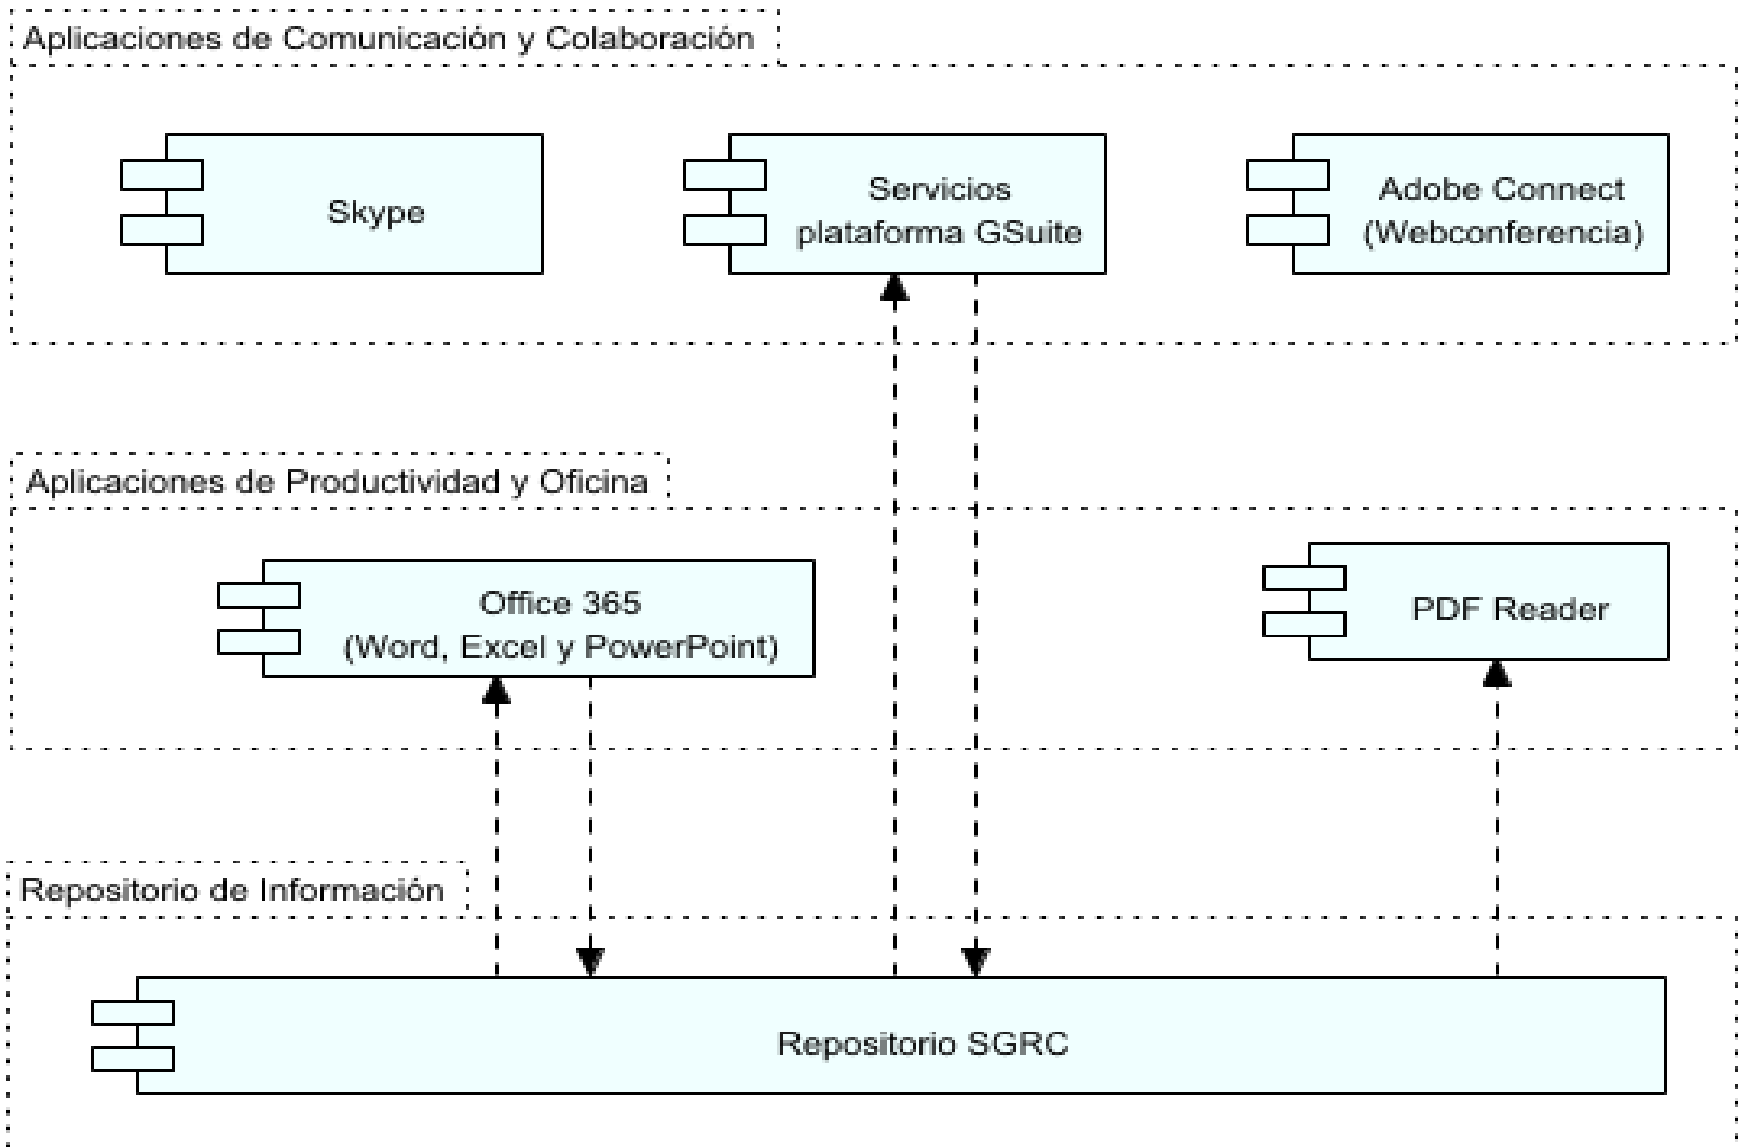 Aplicaciones de Comunicación y Colaboración
Skype
Servicios
plataforma GSuite
Adobe Connect
(Webconferencia)
Aplicaciones de Productividad y Oficina
Office 365
(Word, Excel y PowerPoint)
PDF Reader
Repositorio de Información
Repositorio SGRC